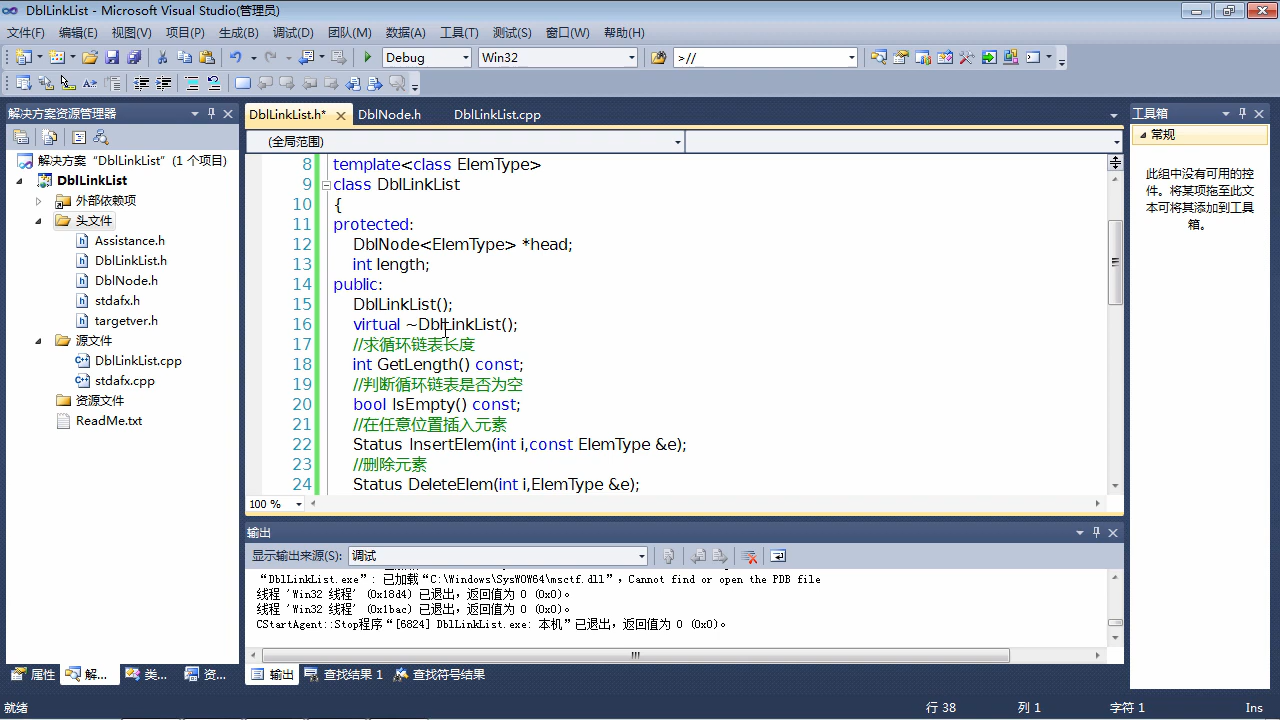 DblLinkList - Microsoft Visual Studio(管理员)
文件(F) 编辑(E) 视图(V) 项目(P) 生成(B) 调试(D) 团队(M) 数据(A) 工具(T) 测试(S) 窗口(W) 帮助(H)
Debug Win32 >//
解决方案资源管理器
解决方案“DblLinkList”(1 个项目)
DblLinkList
外部依赖项
头文件
Assistance.h
DblLinkList.h
DblNode.h
stdafx.h
targetver.h
源文件
DblLinkList.cpp
stdafx.cpp
资源文件
ReadMe.txt
属性 解... 类... 资...
DblLinkList.h* DblNode.h DblLinkList.cpp
(全局范围)
8 template<class ElemType>
9 class DblLinkList
10 {
11 protected:
12 DblNode<ElemType> *head;
13 int length;
14 public:
15 DblLinkList();
16 virtual ~DblLinkList();
17 //求循环链表长度
18 int GetLength() const;
19 //判断循环链表是否为空
20 bool IsEmpty() const;
21 //在任意位置插入元素
22 Status InsertElem(int i,const ElemType &e);
23 //删除元素
24 Status DeleteElem(int i,ElemType &e);
100 %
输出
显示输出来源(S): 调试
“DblLinkList.exe”: 已加载“C:\Windows\SysWOW64\msctf.dll”，Cannot find or open the PDB file
线程 'Win32 线程' (0x18d4) 已退出，返回值为 0 (0x0)。
线程 'Win32 线程' (0x1bac) 已退出，返回值为 0 (0x0)。
CStartAgent::Stop程序“[6824] DblLinkList.exe: 本机”已退出，返回值为 0 (0x0)。
输出 查找结果 1 查找符号结果
工具箱
常规
此组中没有可用的控
件。将某项拖至此文
本可将其添加到工具
箱。
就绪 行 38 列 1 字符 1 Ins